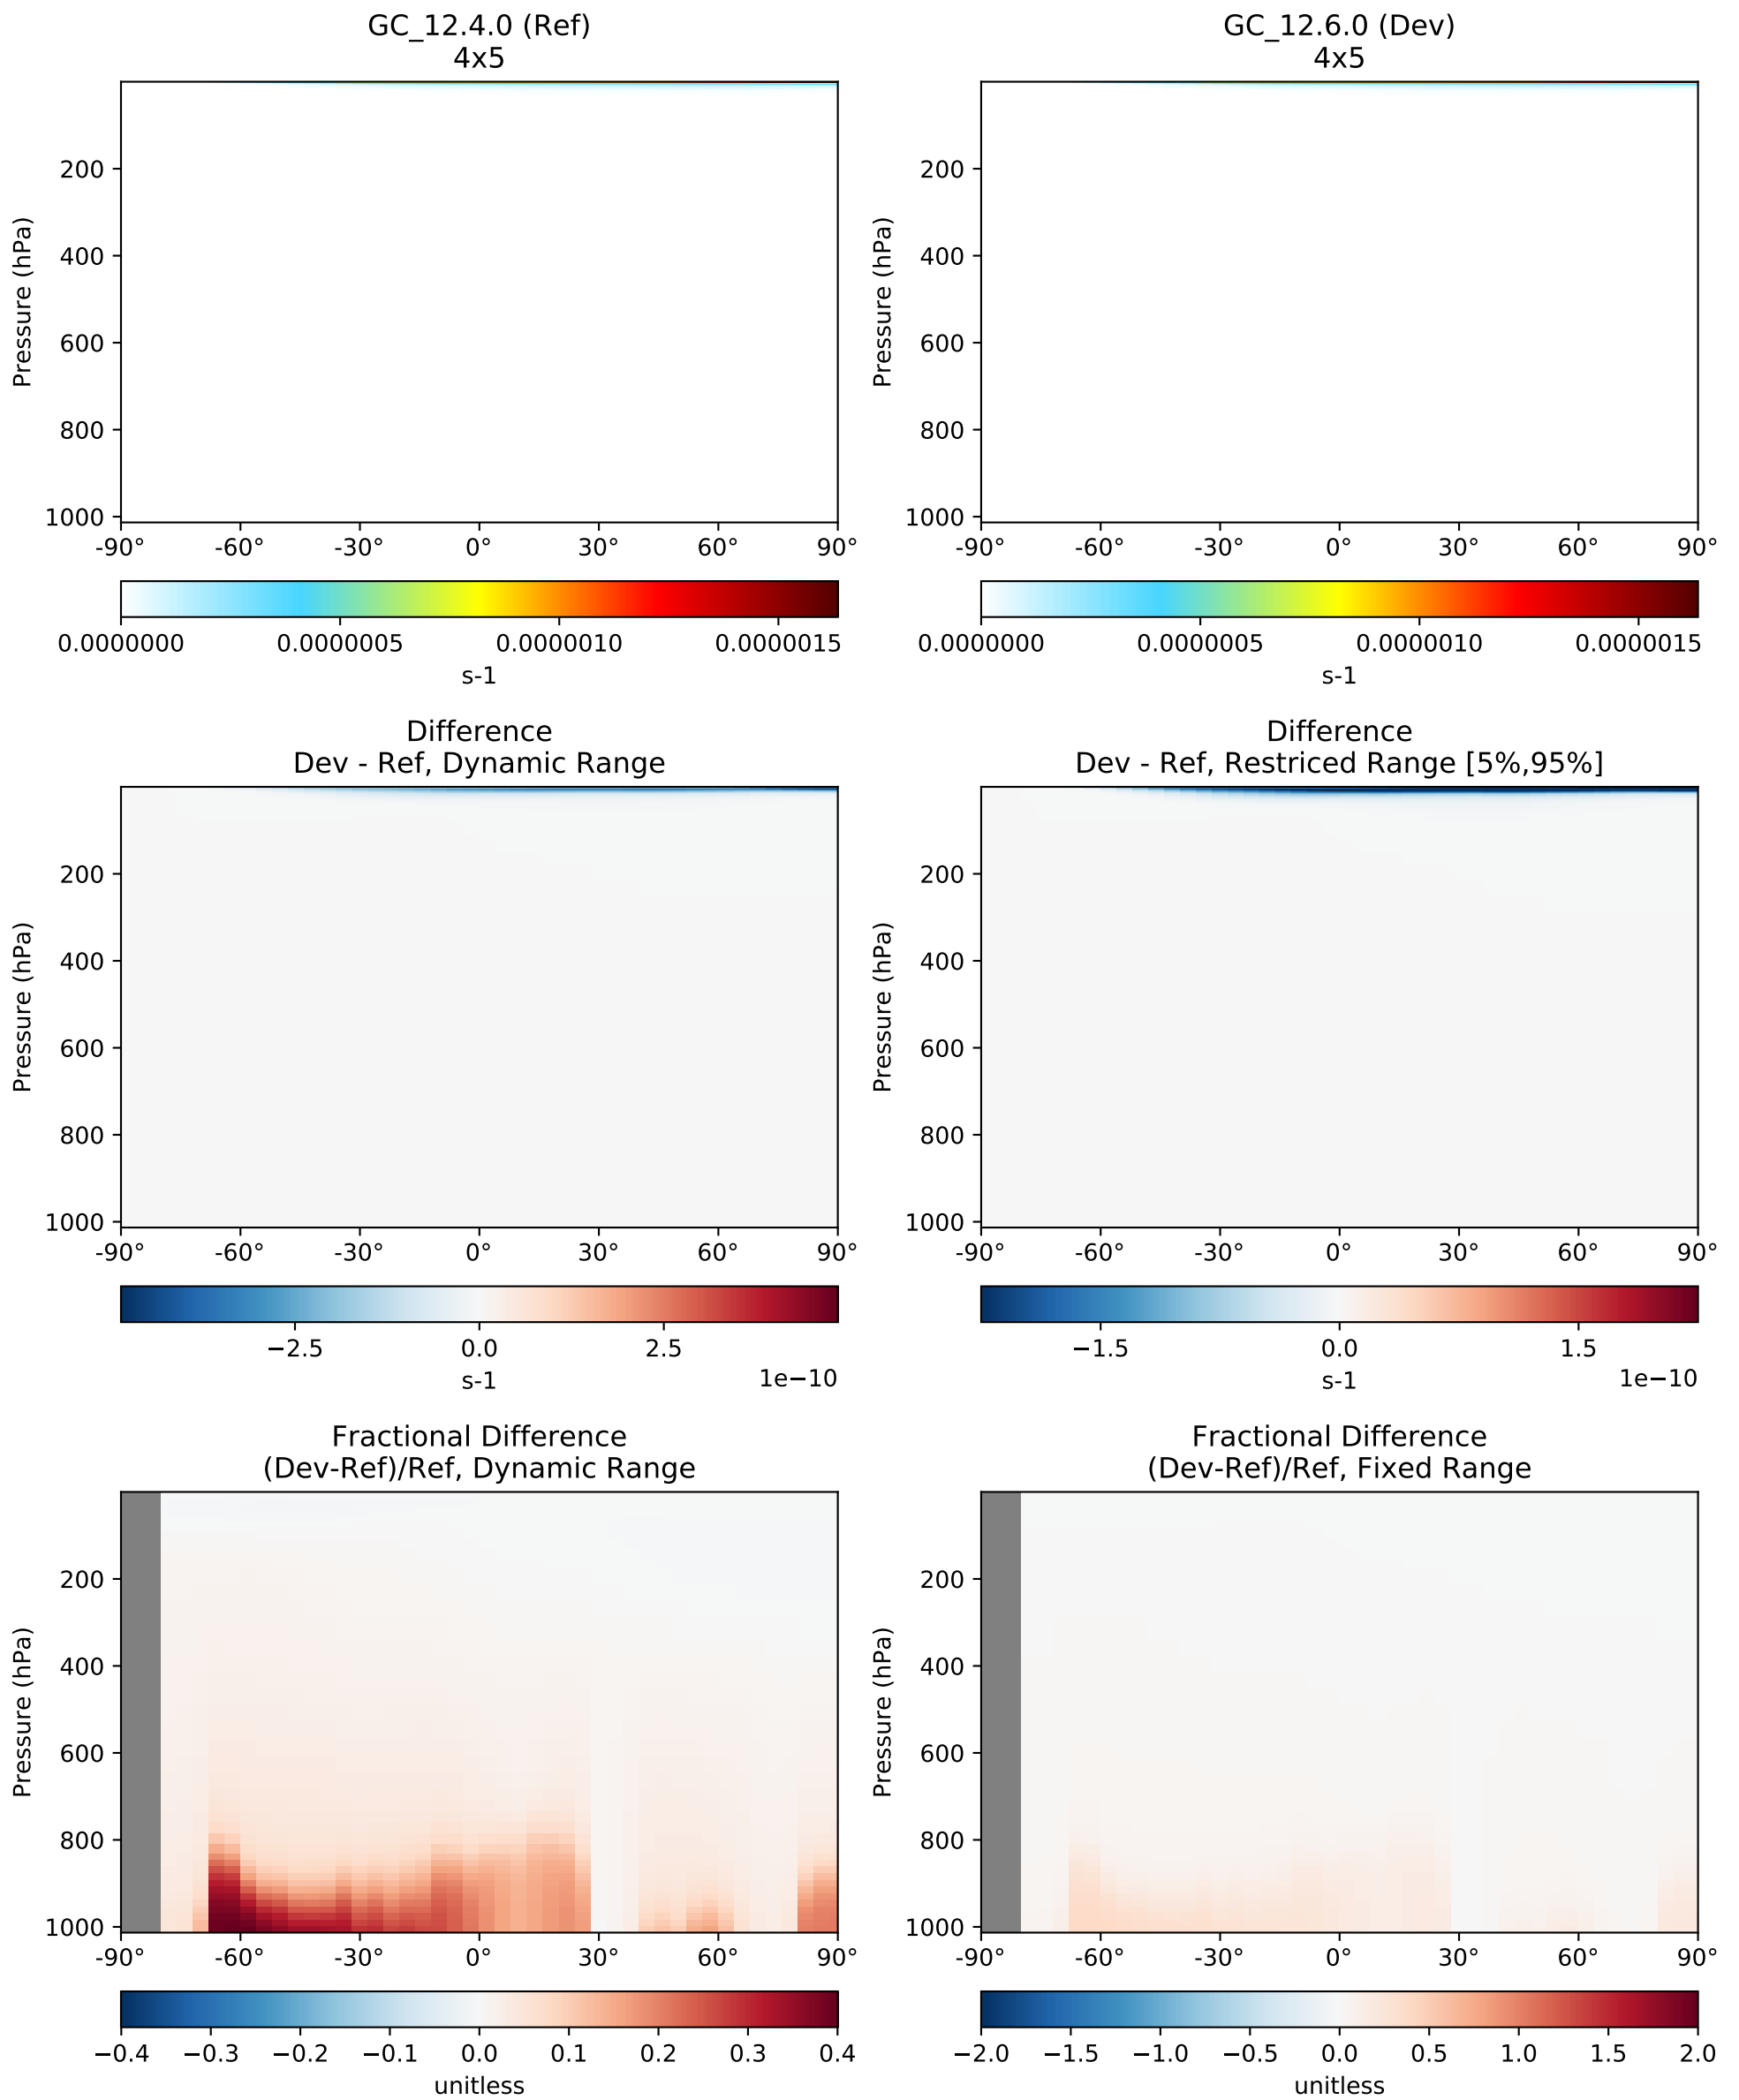 GC_12.4.0 (Ref)
4x5
GC_12.6.0 (Dev)
4x5
Pressure (hPa)
200
400
600
800
1000
-90° -60° -30° 0° 30° 60° 90°
0.0000000 0.0000005 0.0000010 0.0000015
s-1
Pressure (hPa)
200
400
600
800
1000
-90° -60° -30° 0° 30° 60° 90°
0.0000000 0.0000005 0.0000010 0.0000015
s-1
Difference
Dev - Ref, Dynamic Range
Pressure (hPa)
200
400
600
800
1000
-90° -60° -30° 0° 30° 60° 90°
−2.5 0.0 2.5
s-1
1e−10
Difference
Dev - Ref, Restriced Range [5%,95%]
Pressure (hPa)
200
400
600
800
1000
-90° -60° -30° 0° 30° 60° 90°
−1.5 0.0 1.5
s-1
1e−10
Fractional Difference
(Dev-Ref)/Ref, Dynamic Range
Pressure (hPa)
200
400
600
800
1000
-90° -60° -30° 0° 30° 60° 90°
−0.4 −0.3 −0.2 −0.1 0.0 0.1 0.2 0.3 0.4
unitless
Fractional Difference
(Dev-Ref)/Ref, Fixed Range
Pressure (hPa)
200
400
600
800
1000
-90° -60° -30° 0° 30° 60° 90°
−2.0 −1.5 −1.0 −0.5 0.0 0.5 1.0 1.5 2.0
unitless